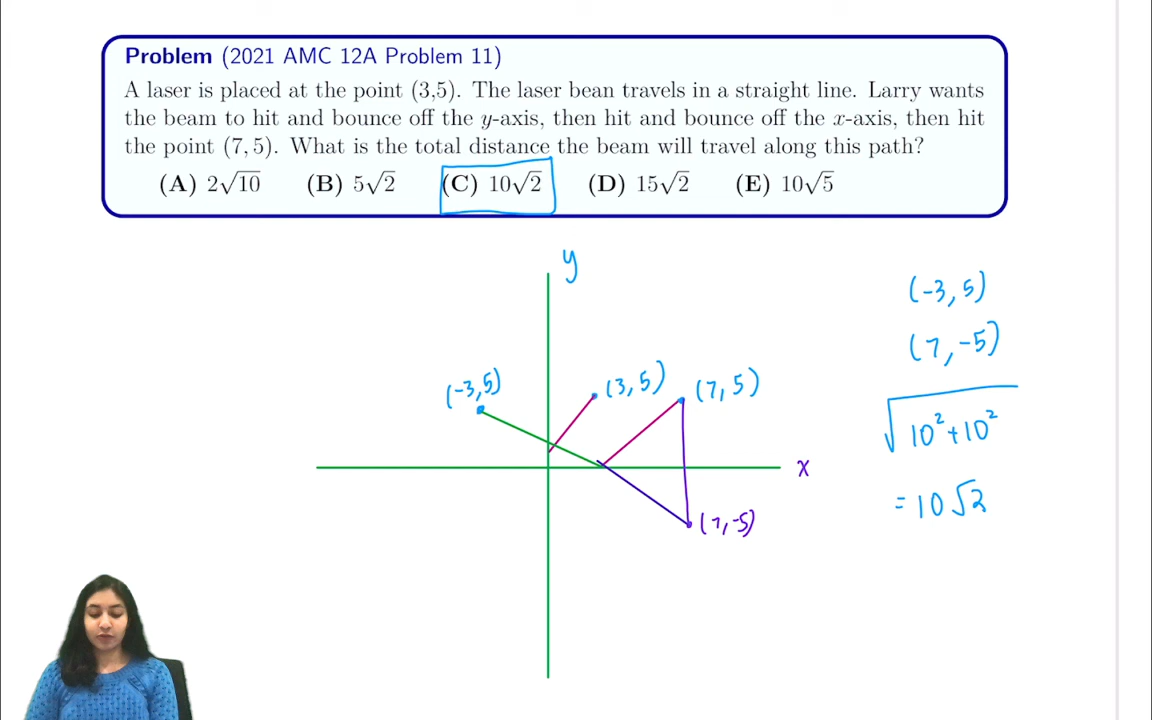 Problem (2021 AMC 12A Problem 11)
A laser is placed at the point (3,5). The laser bean travels in a straight line. Larry wants
the beam to hit and bounce off the y-axis, then hit and bounce off the x-axis, then hit
the point (7, 5). What is the total distance the beam will travel along this path?
(A) 2√10 (B) 5√2 (C) 10√2 (D) 15√2 (E) 10√5
y
(-3, 5)
(7, -5)
(-3,5) (3, 5) (7, 5)
√10²+10²
x
= 10√2
(7,-5)